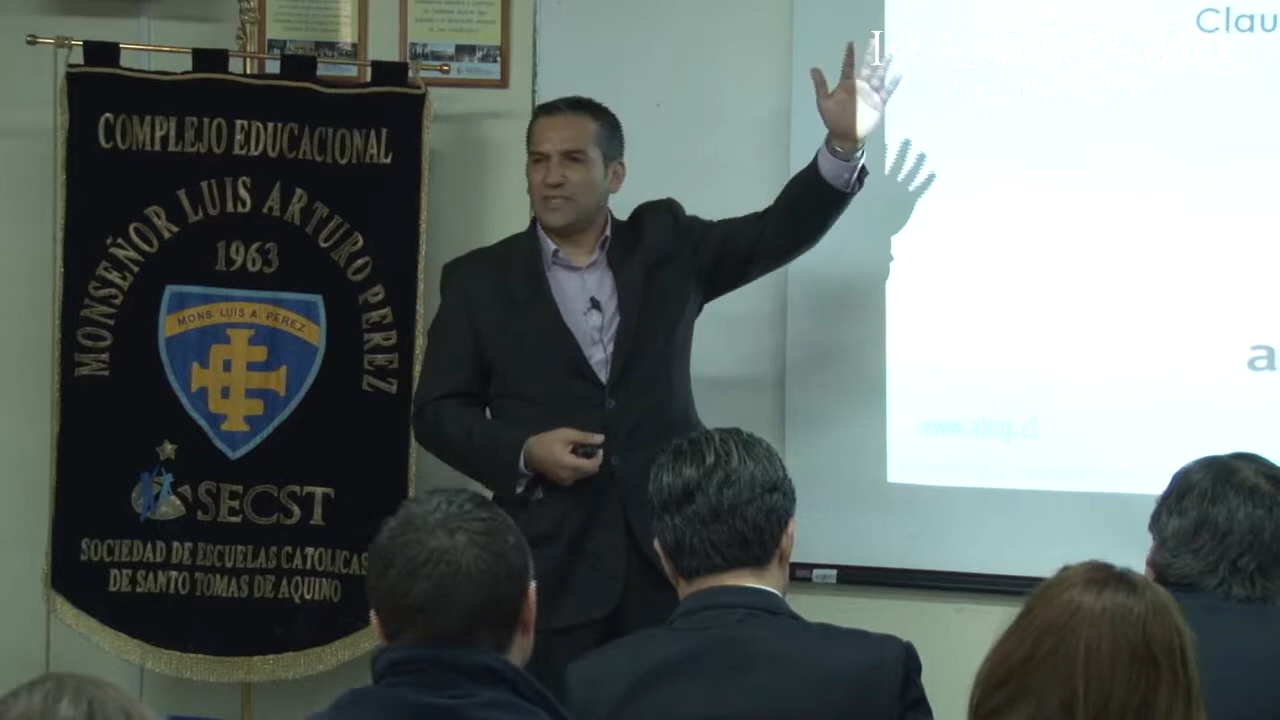 COMPLEJO EDUCACIONAL
MONSEÑOR LUIS ARTURO PEREZ
1963
MONS. LUIS A. PEREZ
SECST
SOCIEDAD DE ESCUELAS CATOLICAS
DE SANTO TOMAS DE AQUINO
Clau
a